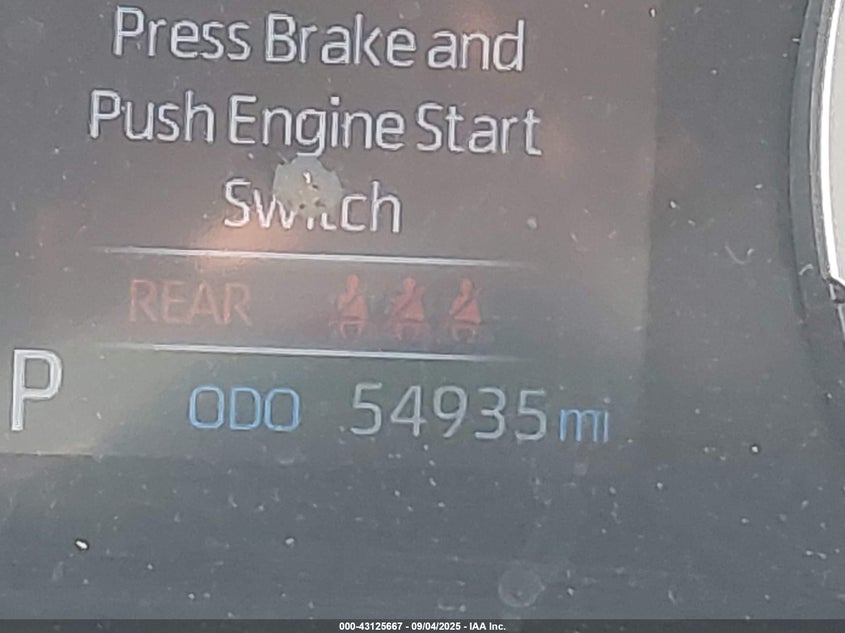 Press Brake and
Push Engine Start
Switch
REAR
P ODO 54935 mi
000-43125667 - 09/04/2025 - IAA Inc.